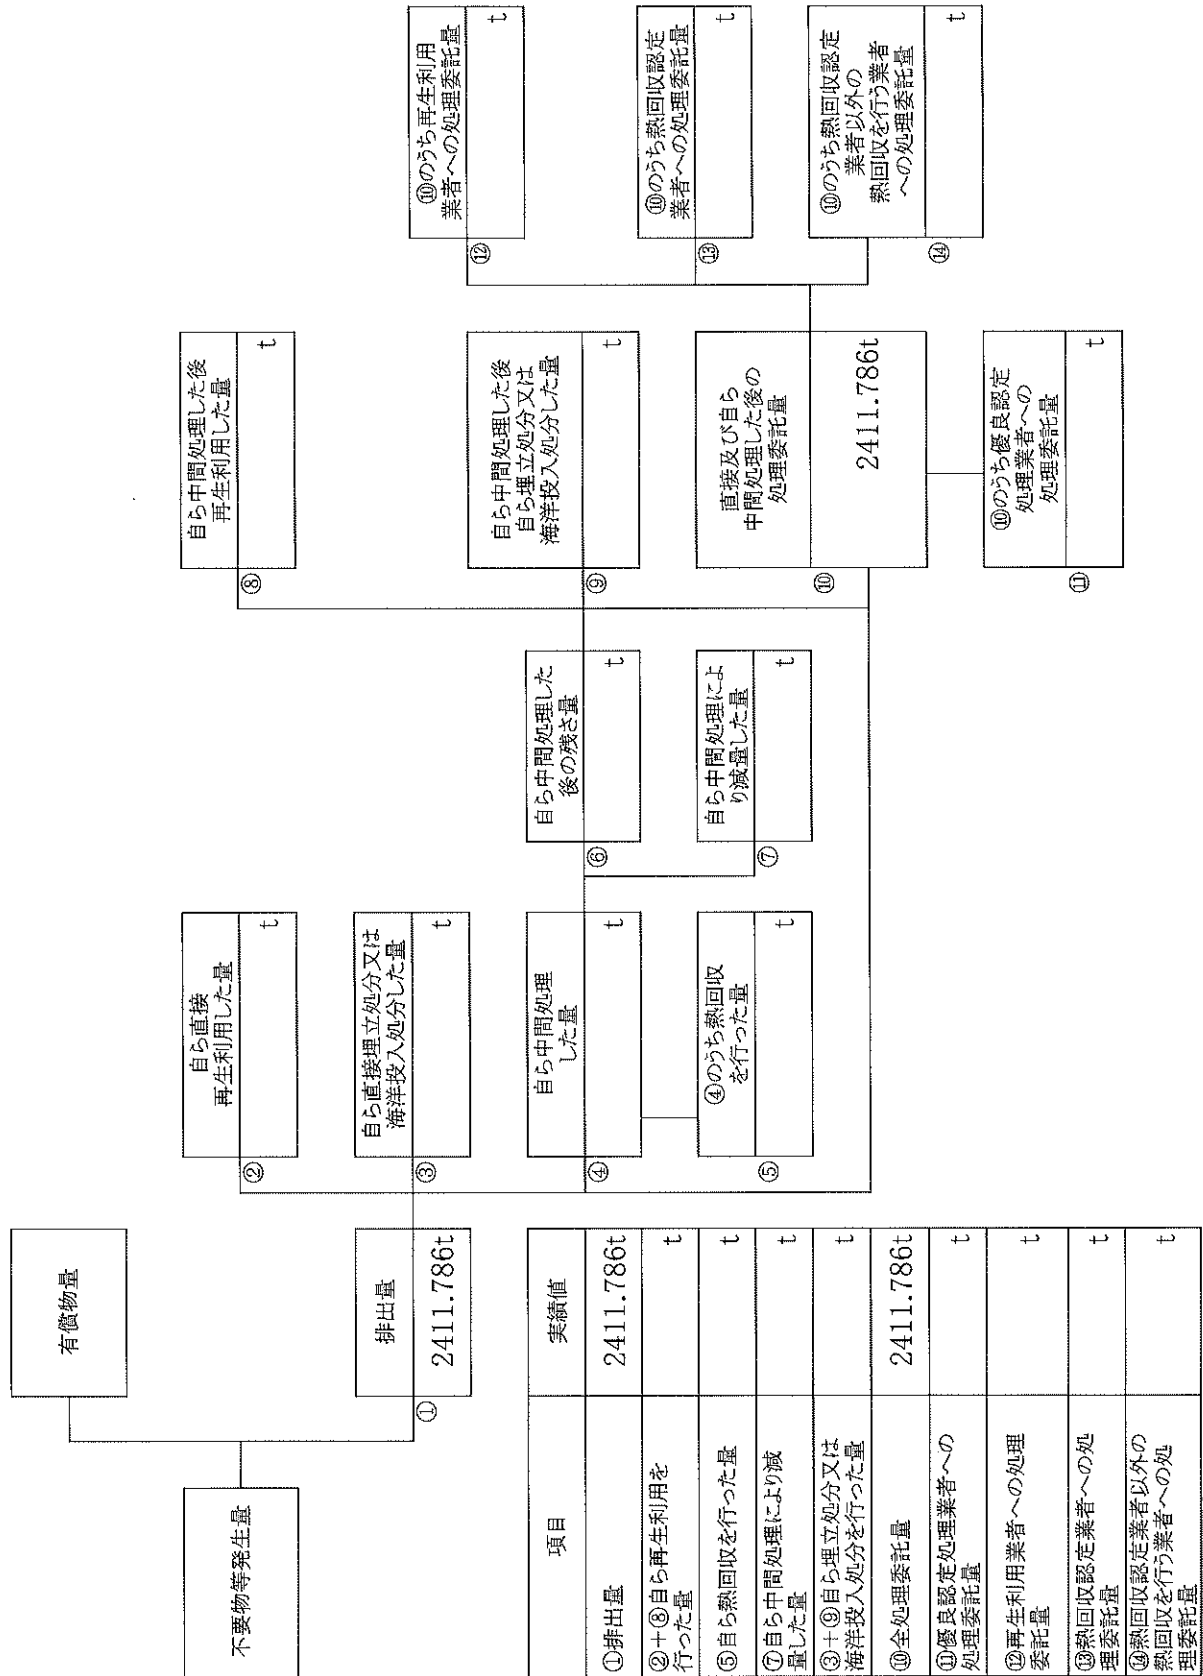 不要物等発生量
有償物量
①
排出量
2411.786t
②
自ら直接
再生利用した量
t
③
自ら直接埋立処分又は
海洋投入処分した量
t
④
自ら中間処理
した量
t
⑤
④のうち熱回収
を行った量
t
⑥
自ら中間処理した
後の残さ量
t
⑦
自ら中間処理によ
り減量した量
t
⑧
自ら中間処理した後
再生利用した量
t
⑨
自ら中間処理した後
自ら埋立処分又は
海洋投入処分した量
t
⑩
直接及び自ら
中間処理した後の
処理委託量
2411.786t
⑪
⑩のうち優良認定
処理業者への
処理委託量
t
⑫
⑩のうち再生利用
業者への処理委託量
t
⑬
⑩のうち熱回収認定
業者への処理委託量
t
⑭
⑩のうち熱回収認定
業者以外の
熱回収を行う業者
への処理委託量
t
項目
実績値
①排出量
2411.786t
②+⑧自ら再生利用を
行った量
t
⑤自ら熱回収を行った量
t
⑦自ら中間処理により減
量した量
t
③+⑨自ら埋立処分又は
海洋投入処分を行った量
t
⑩全処理委託量
2411.786t
⑪優良認定処理業者への
処理委託量
t
⑫再生利用業者への処理
委託量
t
⑬熱回収認定業者への処
理委託量
t
⑭熱回収認定業者以外の
熱回収を行う業者への処
理委託量
t